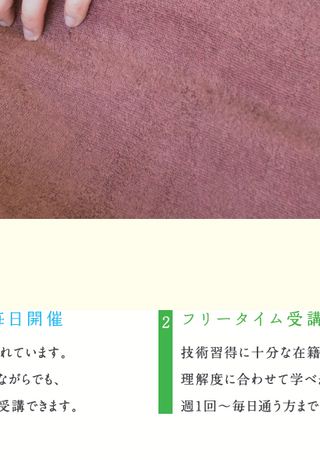 毎日開催
れています。
ながらでも、
受講できます。
2 フリータイム受講
技術習得に十分な在籍
理解度に合わせて学べ
週1回〜毎日通う方まで